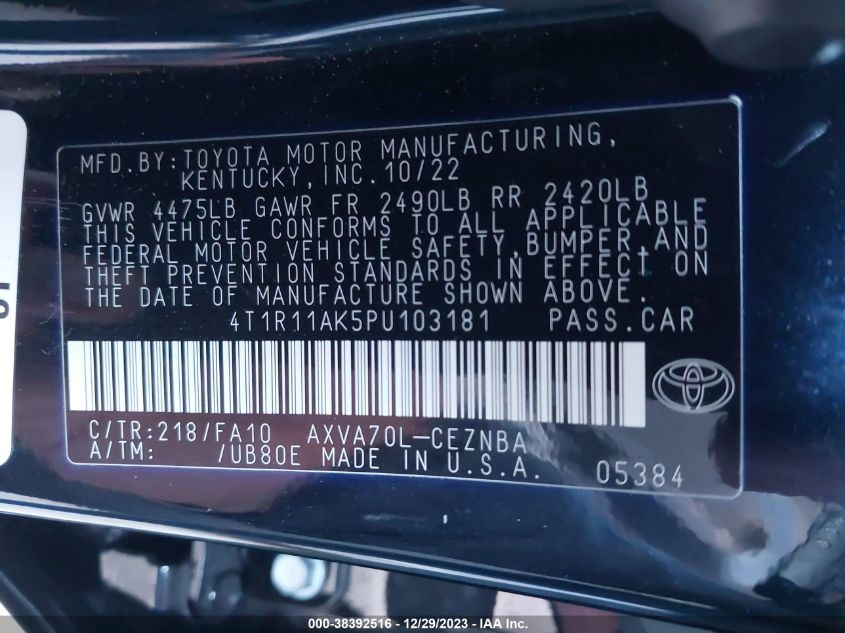 MFD.BY:TOYOTA MOTOR MANUFACTURING,
KENTUCKY,INC.10/22
GVWR 4475LB GAWR FR 2490LB RR 2420LB
THIS VEHICLE CONFORMS TO ALL APPLICABLE
FEDERAL MOTOR VEHICLE SAFETY,BUMPER,AND
THEFT PREVENTION STANDARDS IN EFFECT ON
THE DATE OF MANUFACTURE SHOWN ABOVE.
4T1R11AK5PU103181 PASS.CAR
C/TR:218/FA10 AXVA70L-CEZNBA
A/TM: /UB80E MADE IN U.S.A. 05384
000-38392516 - 12/29/2023 - IAA Inc.